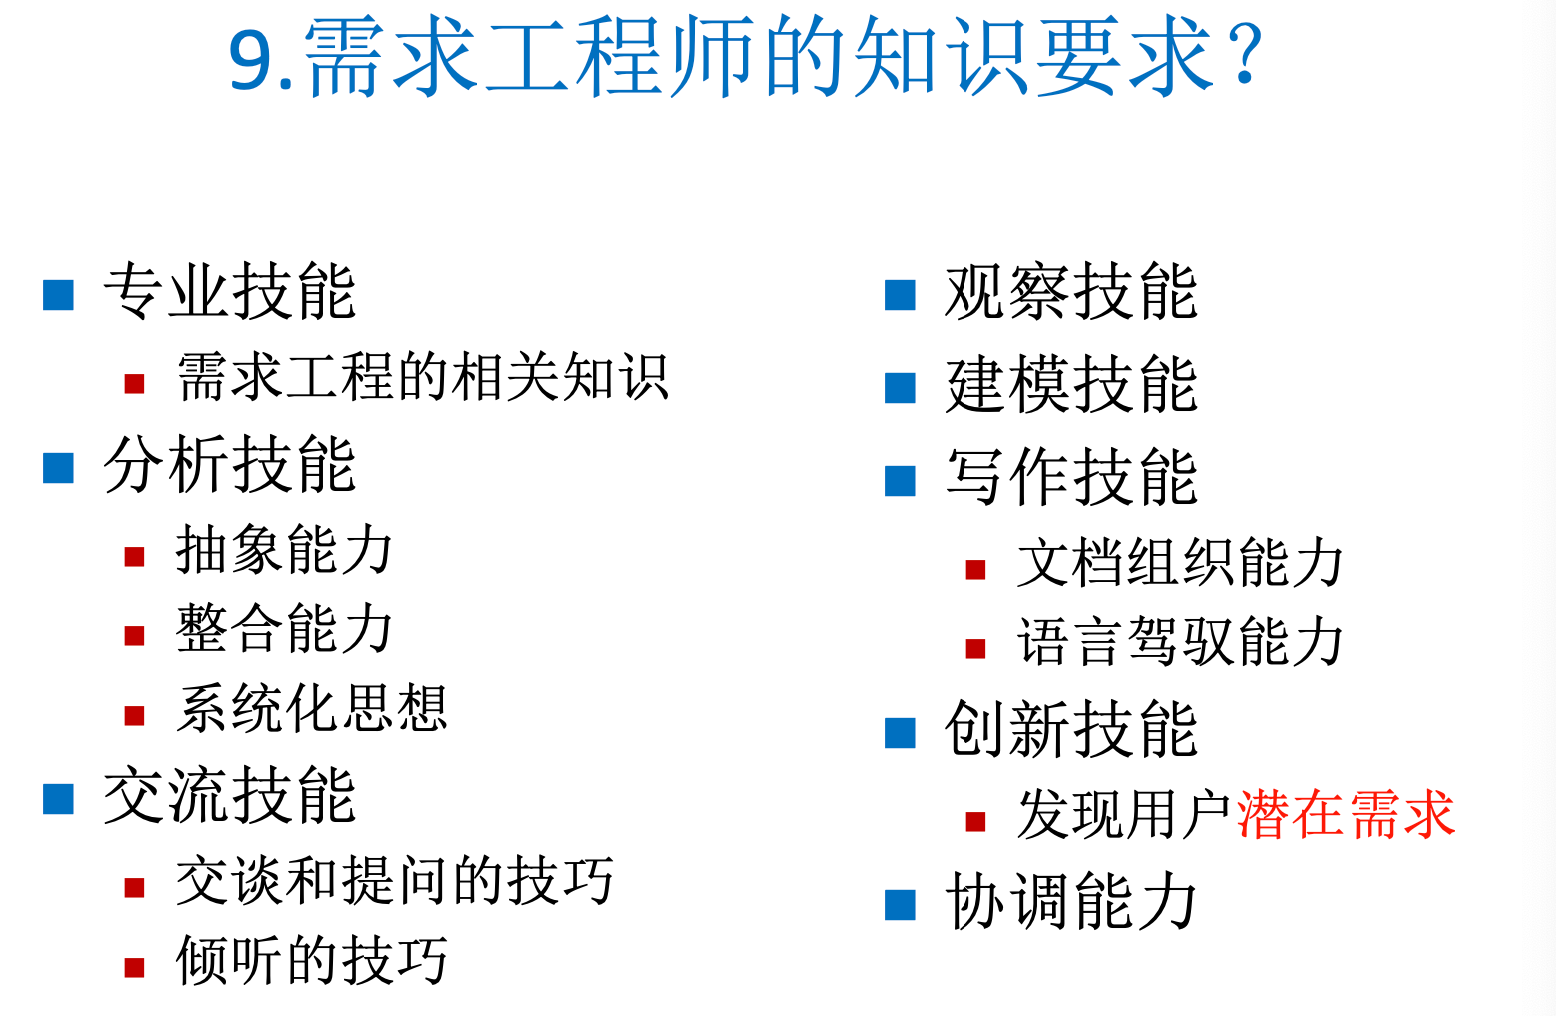 9.需求工程师的知识要求？
专业技能
需求工程的相关知识
分析技能
抽象能力
整合能力
系统化思想
交流技能
交谈和提问的技巧
倾听的技巧
观察技能
建模技能
写作技能
文档组织能力
语言驾驭能力
创新技能
发现用户潜在需求
协调能力